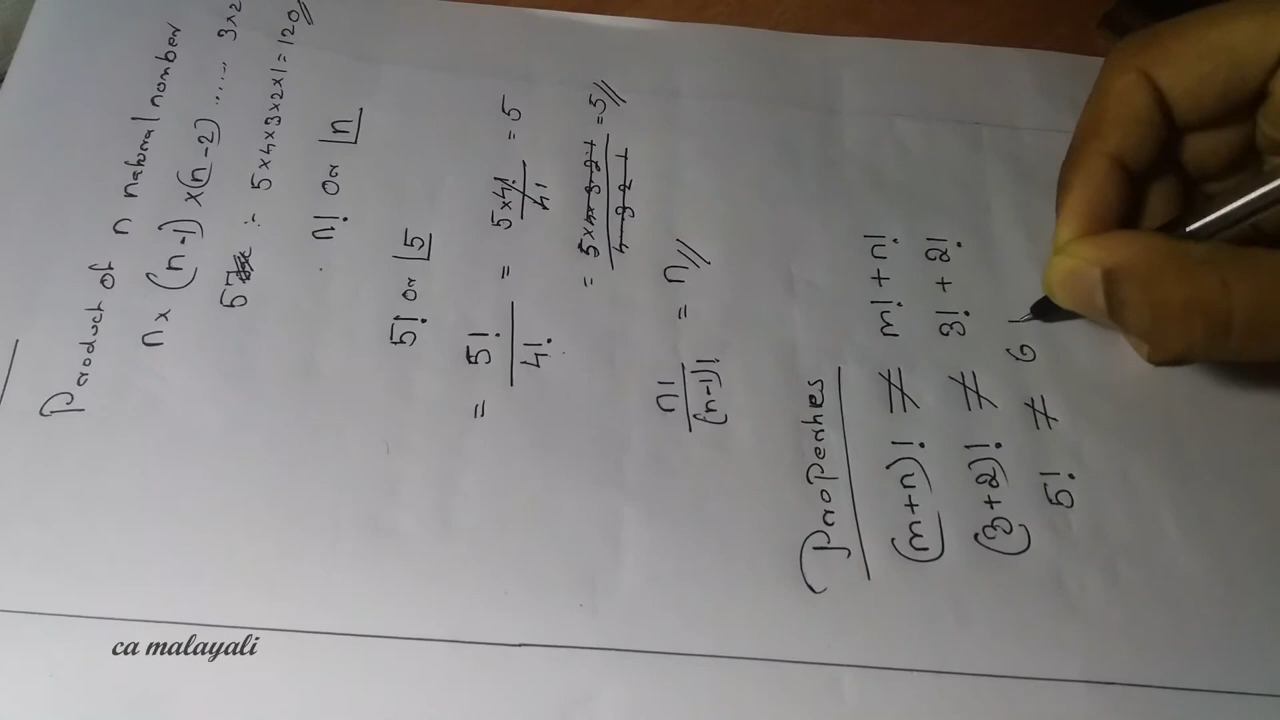 Product of n natural number
n x (n-1) x (n-2) ..... 3x2
5 :- 5x4x3x2x1=120//
n! or |n
5! or |5
= 5!/4! = 5x4!/4! = 5
= 5x4x3x2x1/4x3x2x1 =5//
n!/(n-1)! = n//
Properties
(m+n)! ≠ m! + n!
(3+2)! ≠ 3! + 2!
5! ≠ 6
ca malayali